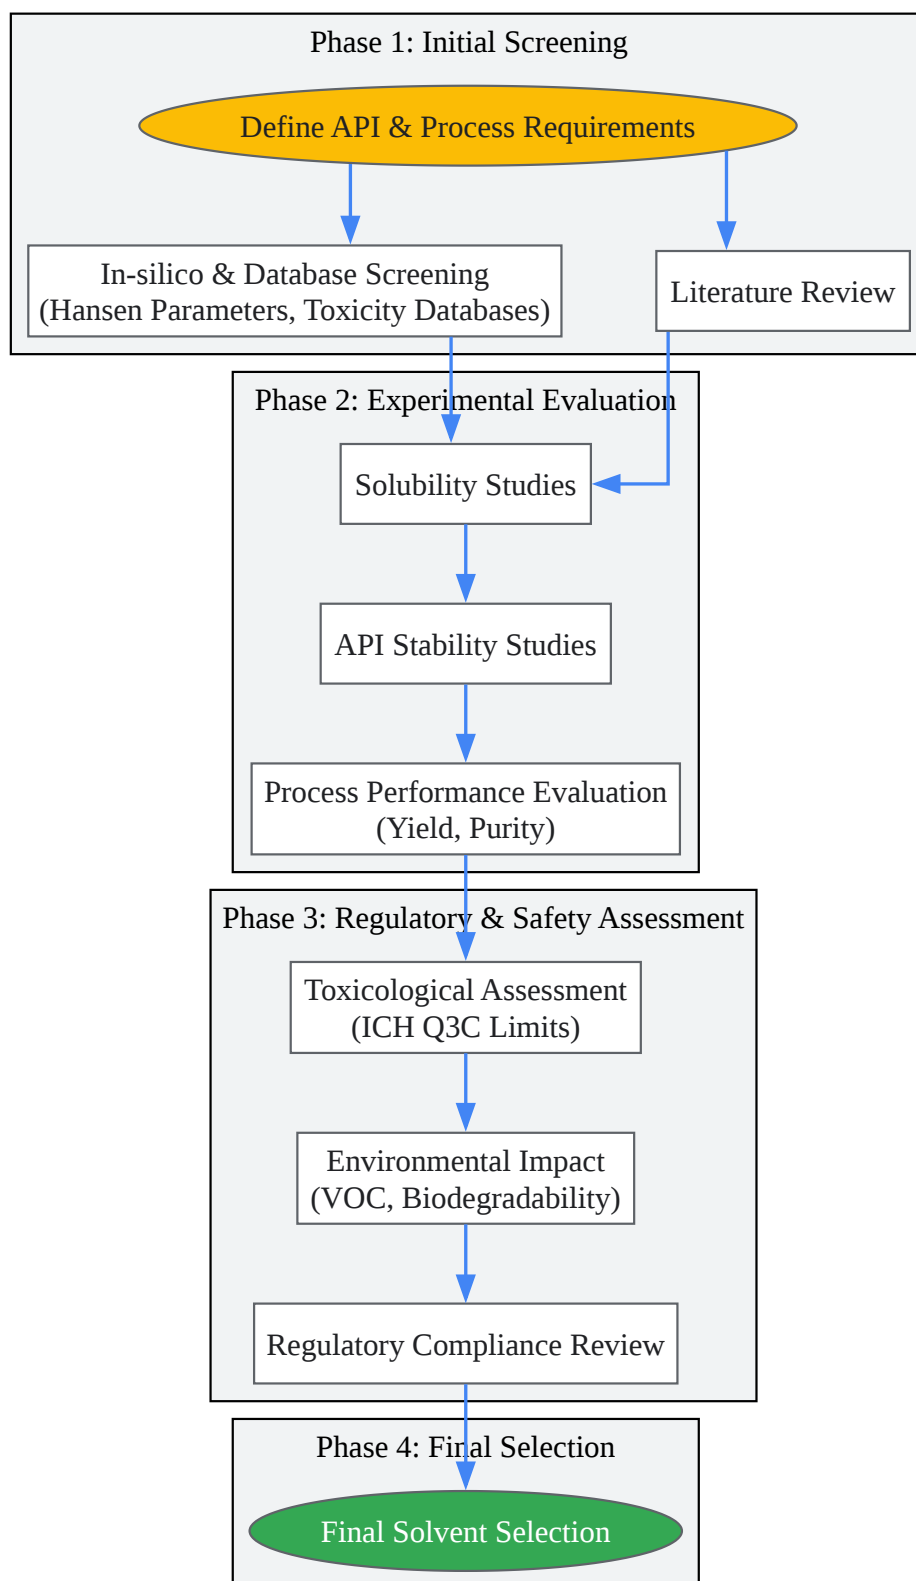 Phase 1: Initial Screening
Define API & Process Requirements
In-silico & Database Screening
(Hansen Parameters, Toxicity Databases)
Literature Review
Phase 2: Experimental Evaluation
Solubility Studies
API Stability Studies
Process Performance Evaluation
(Yield, Purity)
Phase 3: Regulatory & Safety Assessment
Toxicological Assessment
(ICH Q3C Limits)
Environmental Impact
(VOC, Biodegradability)
Regulatory Compliance Review
Phase 4: Final Selection
Final Solvent Selection